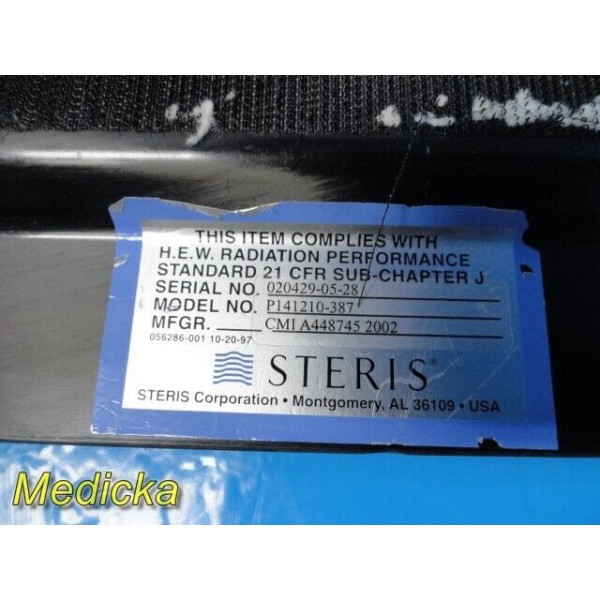 THIS ITEM COMPLIES WITH
H.E.W. RADIATION PERFORMANCE
STANDARD 21 CFR SUB-CHAPTER J
SERIAL NO. 020429-05-28
MODEL NO. P141210-387
MFGR. CMI A448745 2002
056286-001 10-20-97
STERIS®
STERIS Corporation • Montgomery, AL 36109 • USA
Medicka